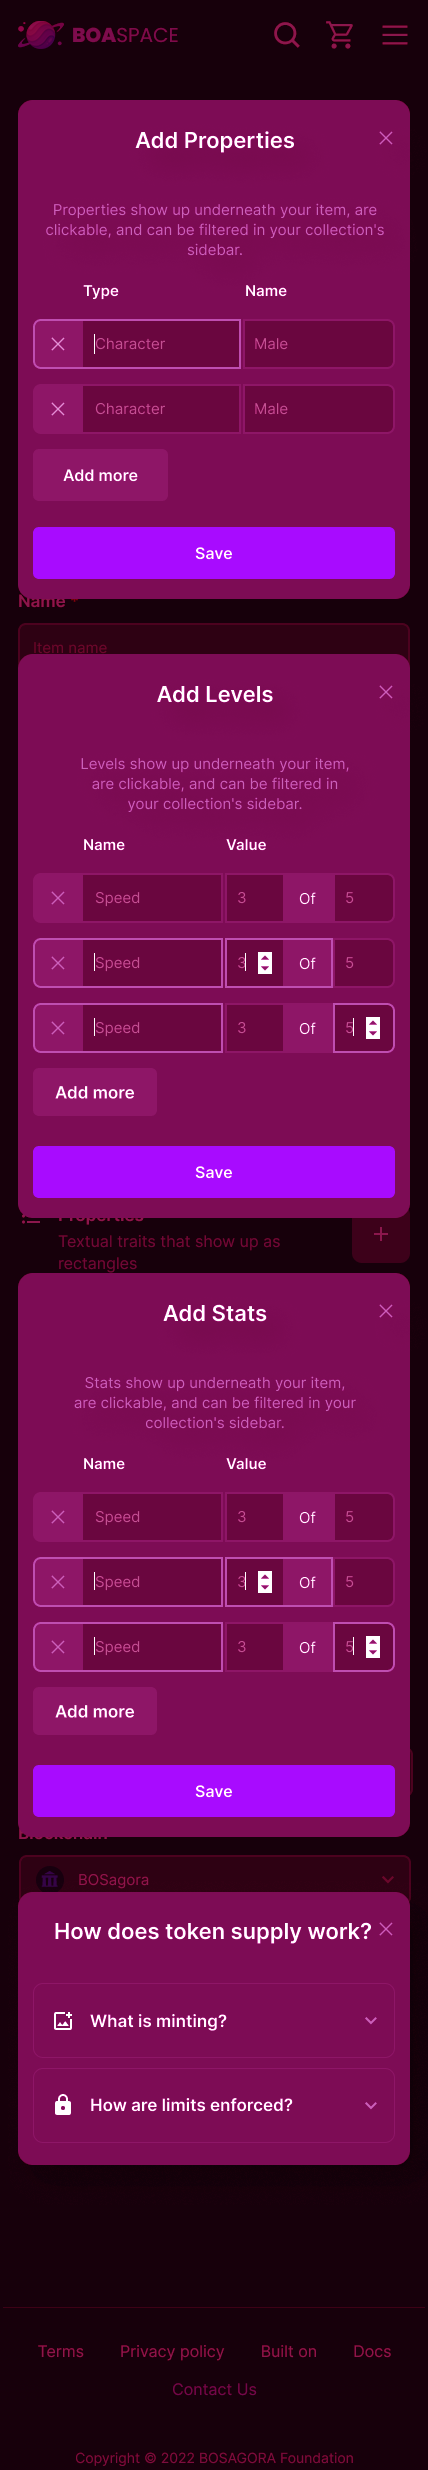 BOASPACE
Add Properties
Properties show up underneath your item, are
clickable, and can be filtered in your collection's
sidebar.
Type Name
Character Male
Character Male
Add more
Save
Name *
Item name
Add Levels
Levels show up underneath your item,
are clickable, and can be filtered in
your collection's sidebar.
Name Value
Speed 3 Of 5
Speed 3 Of 5
Speed 3 Of 5
Add more
Save
Properties
Textual traits that show up as
rectangles
Add Stats
Stats show up underneath your item,
are clickable, and can be filtered in your
collection's sidebar.
Name Value
Speed 3 Of 5
Speed 3 Of 5
Speed 3 Of 5
Add more
Save
Blockchain
BOSagora
How does token supply work?
What is minting?
How are limits enforced?
Terms Privacy policy Built on Docs
Contact Us
Copyright © 2022 BOSAGORA Foundation